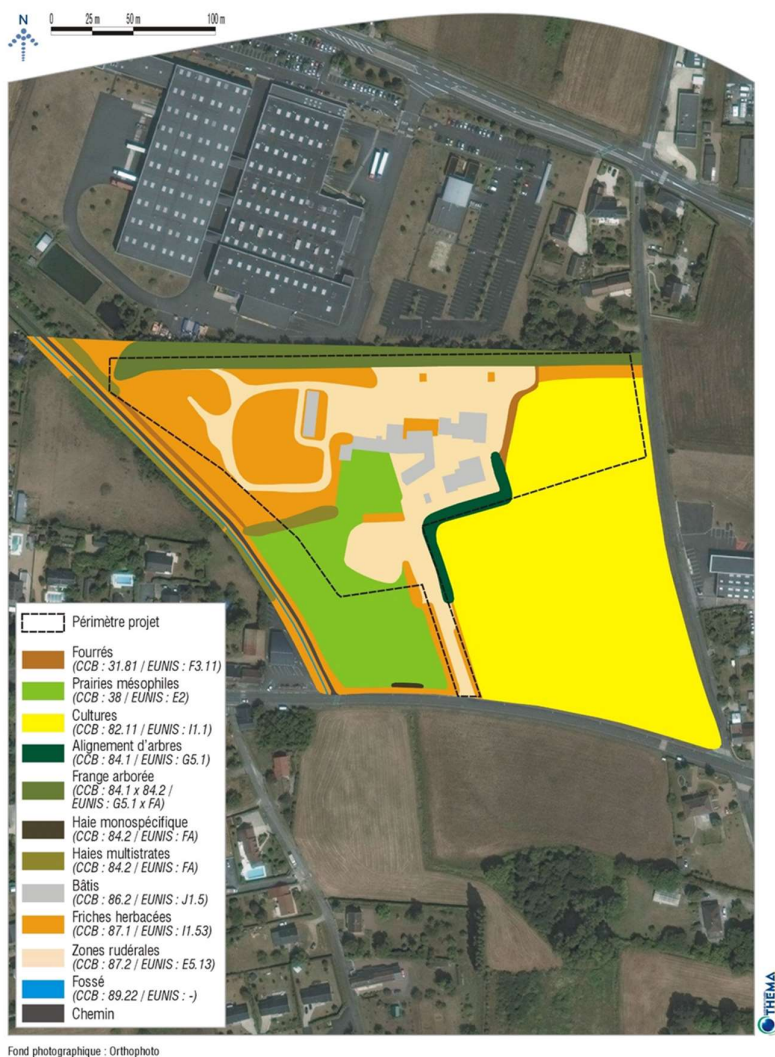 N
0 25 m 50 m 100 m
Périmètre projet
Fourrés
(CCB : 31.81 / EUNIS : F3.11)
Prairies mésophiles
(CCB : 38 / EUNIS : E2)
Cultures
(CCB : 82.11 / EUNIS : I1.1)
Alignement d'arbres
(CCB : 84.1 / EUNIS : G5.1)
Frange arborée
(CCB : 84.1 x 84.2 /
EUNIS : G5.1 x FA)
Haie monospécifique
(CCB : 84.2 / EUNIS : FA)
Haies multistrates
(CCB : 84.2 / EUNIS : FA)
Bâtis
(CCB : 86.2 / EUNIS : J1.5)
Friches herbacées
(CCB : 87.1 / EUNIS : I1.53)
Zones rudérales
(CCB : 87.2 / EUNIS : E5.13)
Fossé
(CCB : 89.22 / EUNIS : -)
Chemin
THEMA
Fond photographique : Orthophoto